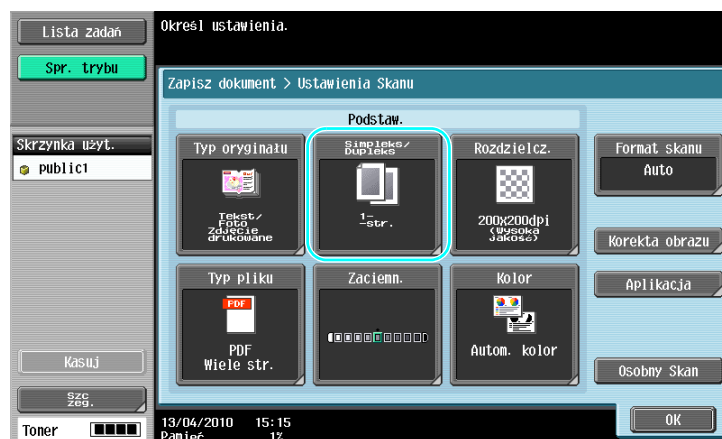 Lista zadań
Określ ustawienia.
Spr. trybu
Zapisz dokument > Ustawienia Skanu
Podstaw.
Skrzynka użyt.
public1
Typ oryginału
Tekst/
Foto
Zdjęcie
drukowane
Simpleks/
Dupleks
1-
-str.
Rozdzielcz.
200x200dpi
(Wysoka
jakość)
Format skanu
Auto
Korekta obrazu
Typ pliku
PDF
PDF
Wiele str.
Zaciemn.
Kolor
Autom. kolor
Aplikacja
Osobny Skan
Kasuj
Szc
zeg.
Toner
13/04/2010 15:15
Pamięć 1%
OK